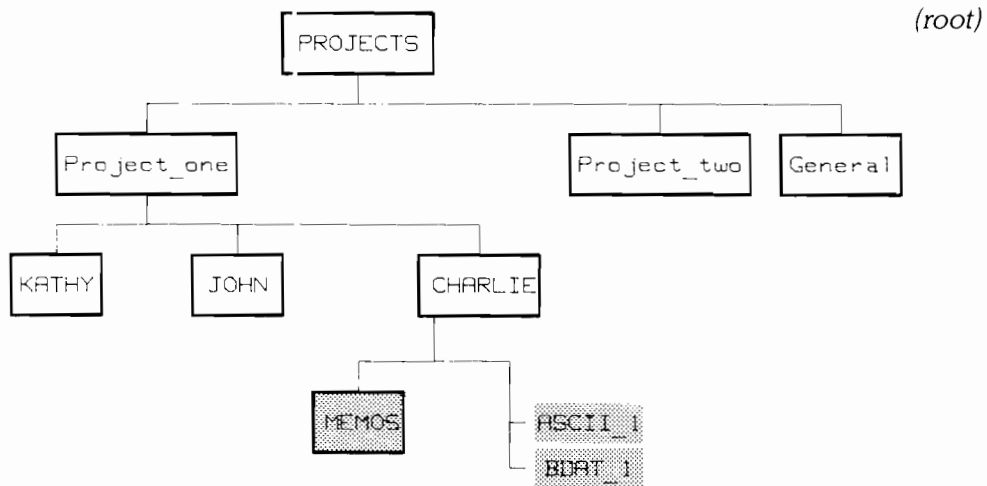 (root)
PROJECTS
Project_one
Project_two
General
KATHY
JOHN
CHARLIE
MEMOS
ASCII_1
BDAT_1